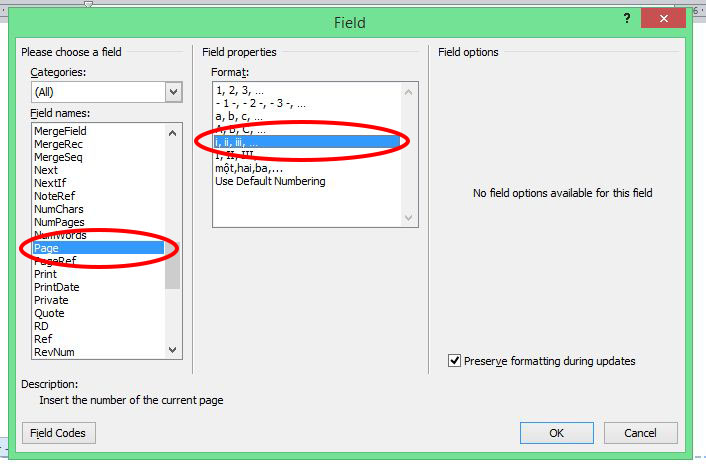 Field
?
6
Please choose a field
Categories:
(All)
Field names:
MergeField
MergeRec
MergeSeq
Next
NextIf
NoteRef
NumChars
NumPages
NumWords
Page
PageRef
Print
PrintDate
Private
Quote
RD
Ref
RevNum
Field properties
Format:
1, 2, 3, ...
- 1 -, - 2 -, - 3 -, ...
a, b, c, ...
A, B, C, ...
i, ii, iii, ...
I, II, III, ...
một,hai,ba,...
Use Default Numbering
Field options
No field options available for this field
Preserve formatting during updates
Description:
Insert the number of the current page
Field Codes
OK
Cancel